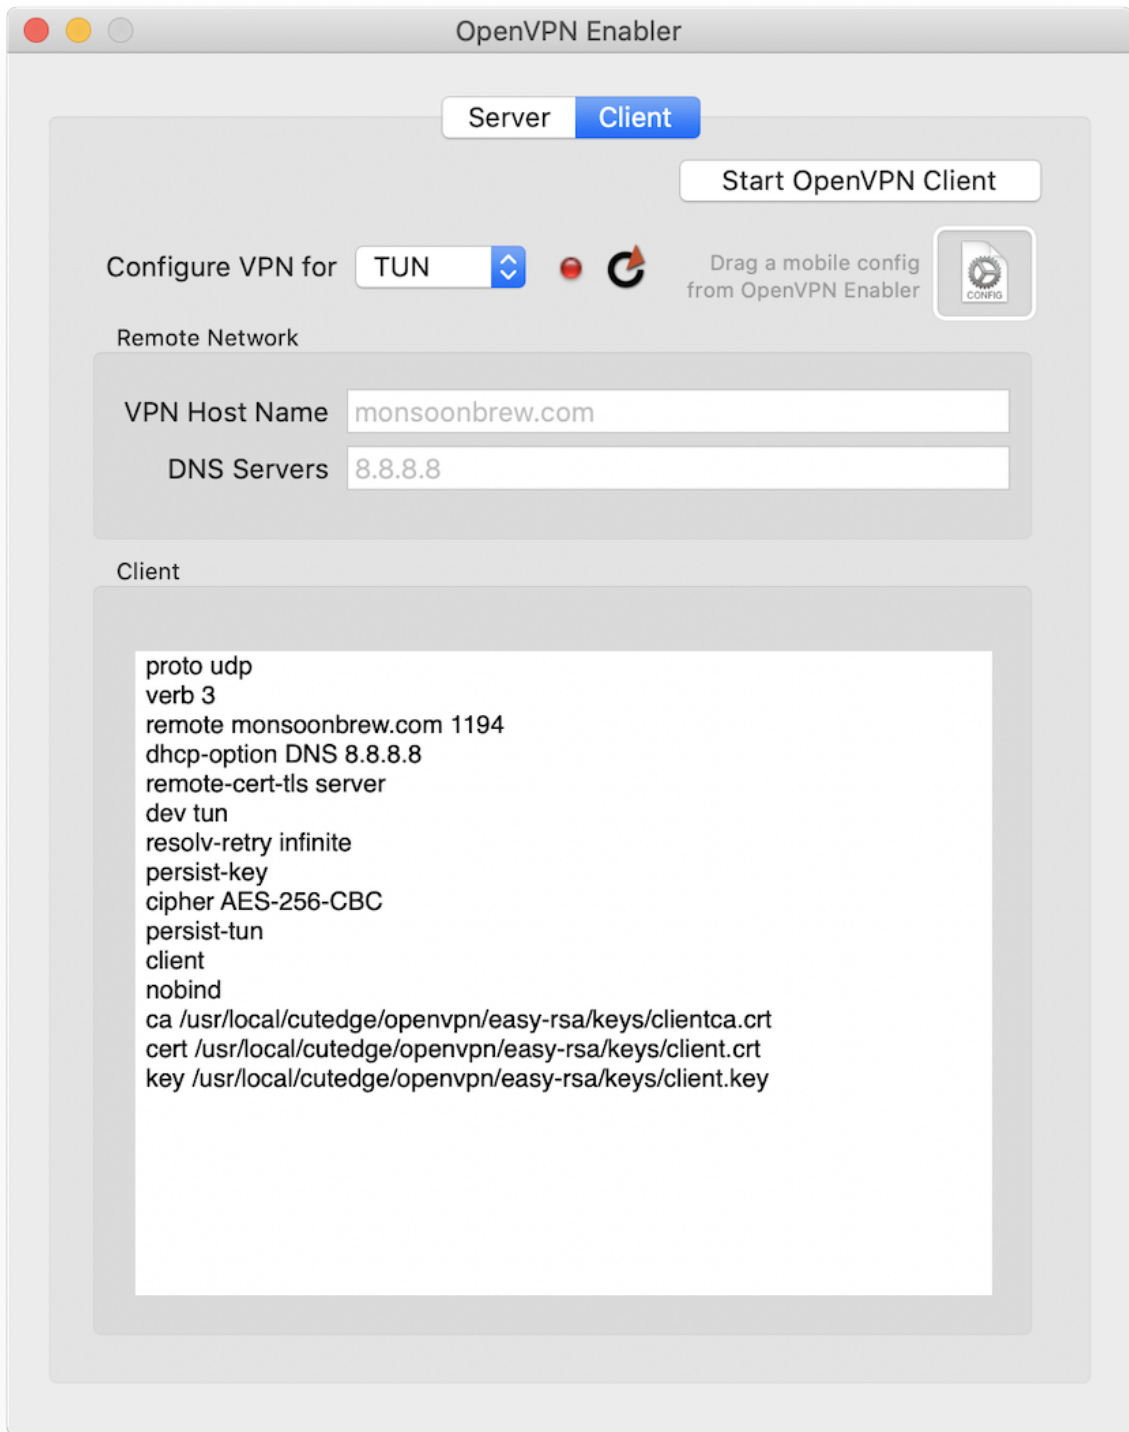 OpenVPN Enabler
Server Client
Start OpenVPN Client
Configure VPN for TUN
Drag a mobile config
from OpenVPN Enabler
CONFIG
Remote Network
VPN Host Name monsoonbrew.com
DNS Servers 8.8.8.8
Client
proto udp
verb 3
remote monsoonbrew.com 1194
dhcp-option DNS 8.8.8.8
remote-cert-tls server
dev tun
resolv-retry infinite
persist-key
cipher AES-256-CBC
persist-tun
client
nobind
ca /usr/local/cutedge/openvpn/easy-rsa/keys/clientca.crt
cert /usr/local/cutedge/openvpn/easy-rsa/keys/client.crt
key /usr/local/cutedge/openvpn/easy-rsa/keys/client.key